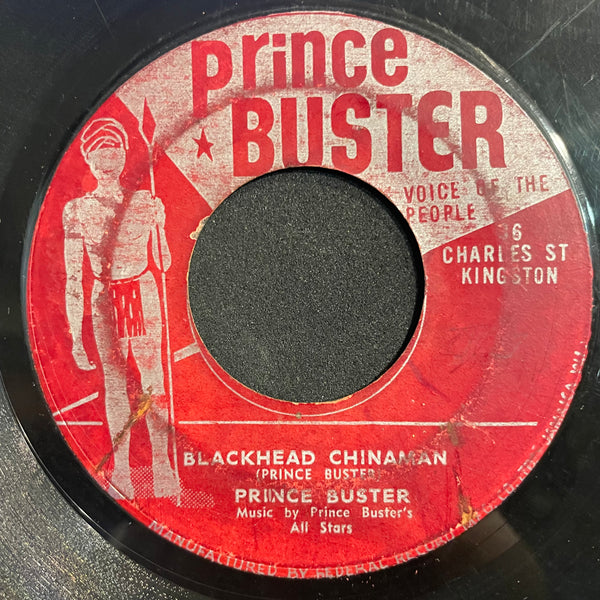 Prince
BUSTER
VOICE OF THE
PEOPLE
CHARLES ST
KINGSTON
BLACKHEAD CHINAMAN
(PRINCE BUSTER
PRINCE BUSTER
Music by Prince Buster's
All Stars
MANUFACTURED BY FEDERAL RECORD